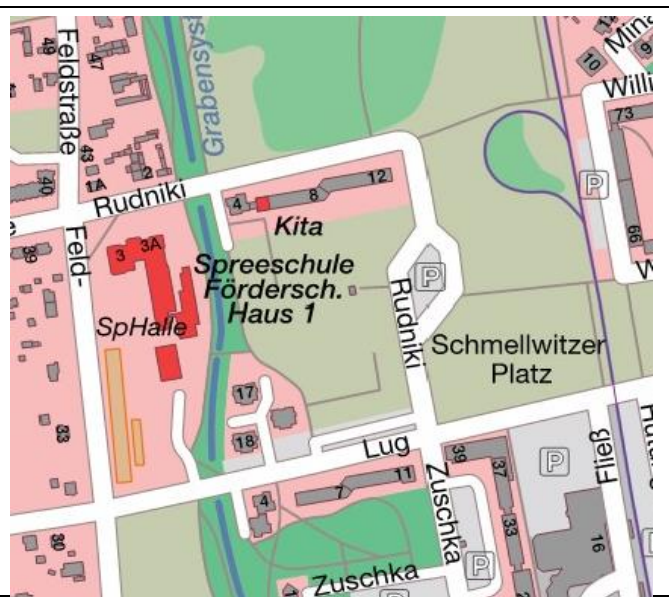 49
47
Feldstraße
Grabensyss
10
9
Mina
Willi
73
P
43
1A
2
40
Rudniki
4
8
12
Kita
39
Feld-
3
3A
Spreeschule
Fördersch.
Haus 1
SpHalle
P
Rudniki
66
W
Schmellwitzer
Platz
17
18
33
Lug
39
37
P
Fließ
4
7
11
Zuschka
33
16
30
P
Zuschka
P